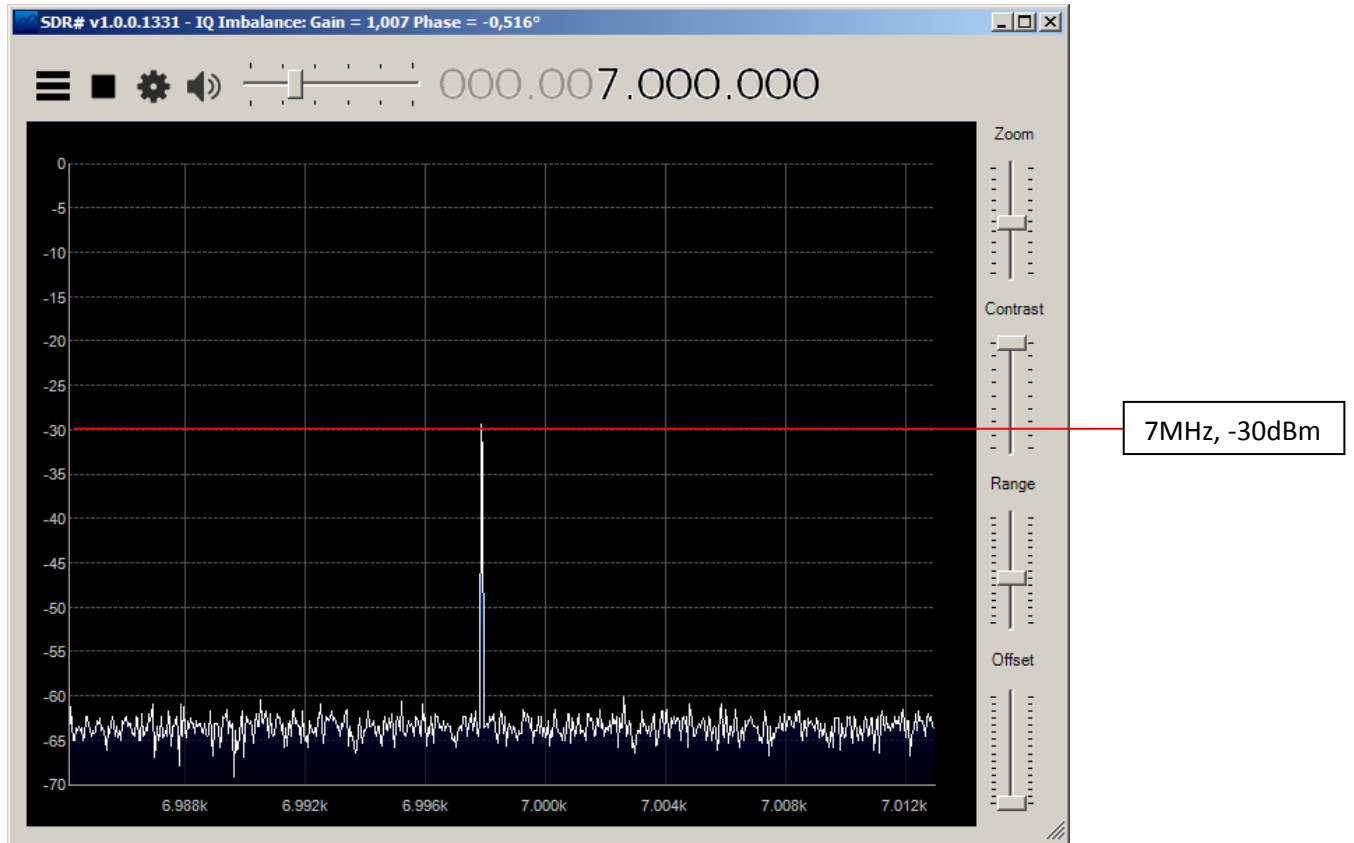 SDR# v1.0.0.1331 - IQ Imbalance: Gain = 1,007 Phase = -0,516°
000.007.000.000
Zoom
Contrast
Range
Offset
0
-5
-10
-15
-20
-25
-30
-35
-40
-45
-50
-55
-60
-65
-70
6.988k 6.992k 6.996k 7.000k 7.004k 7.008k 7.012k
7MHz, -30dBm